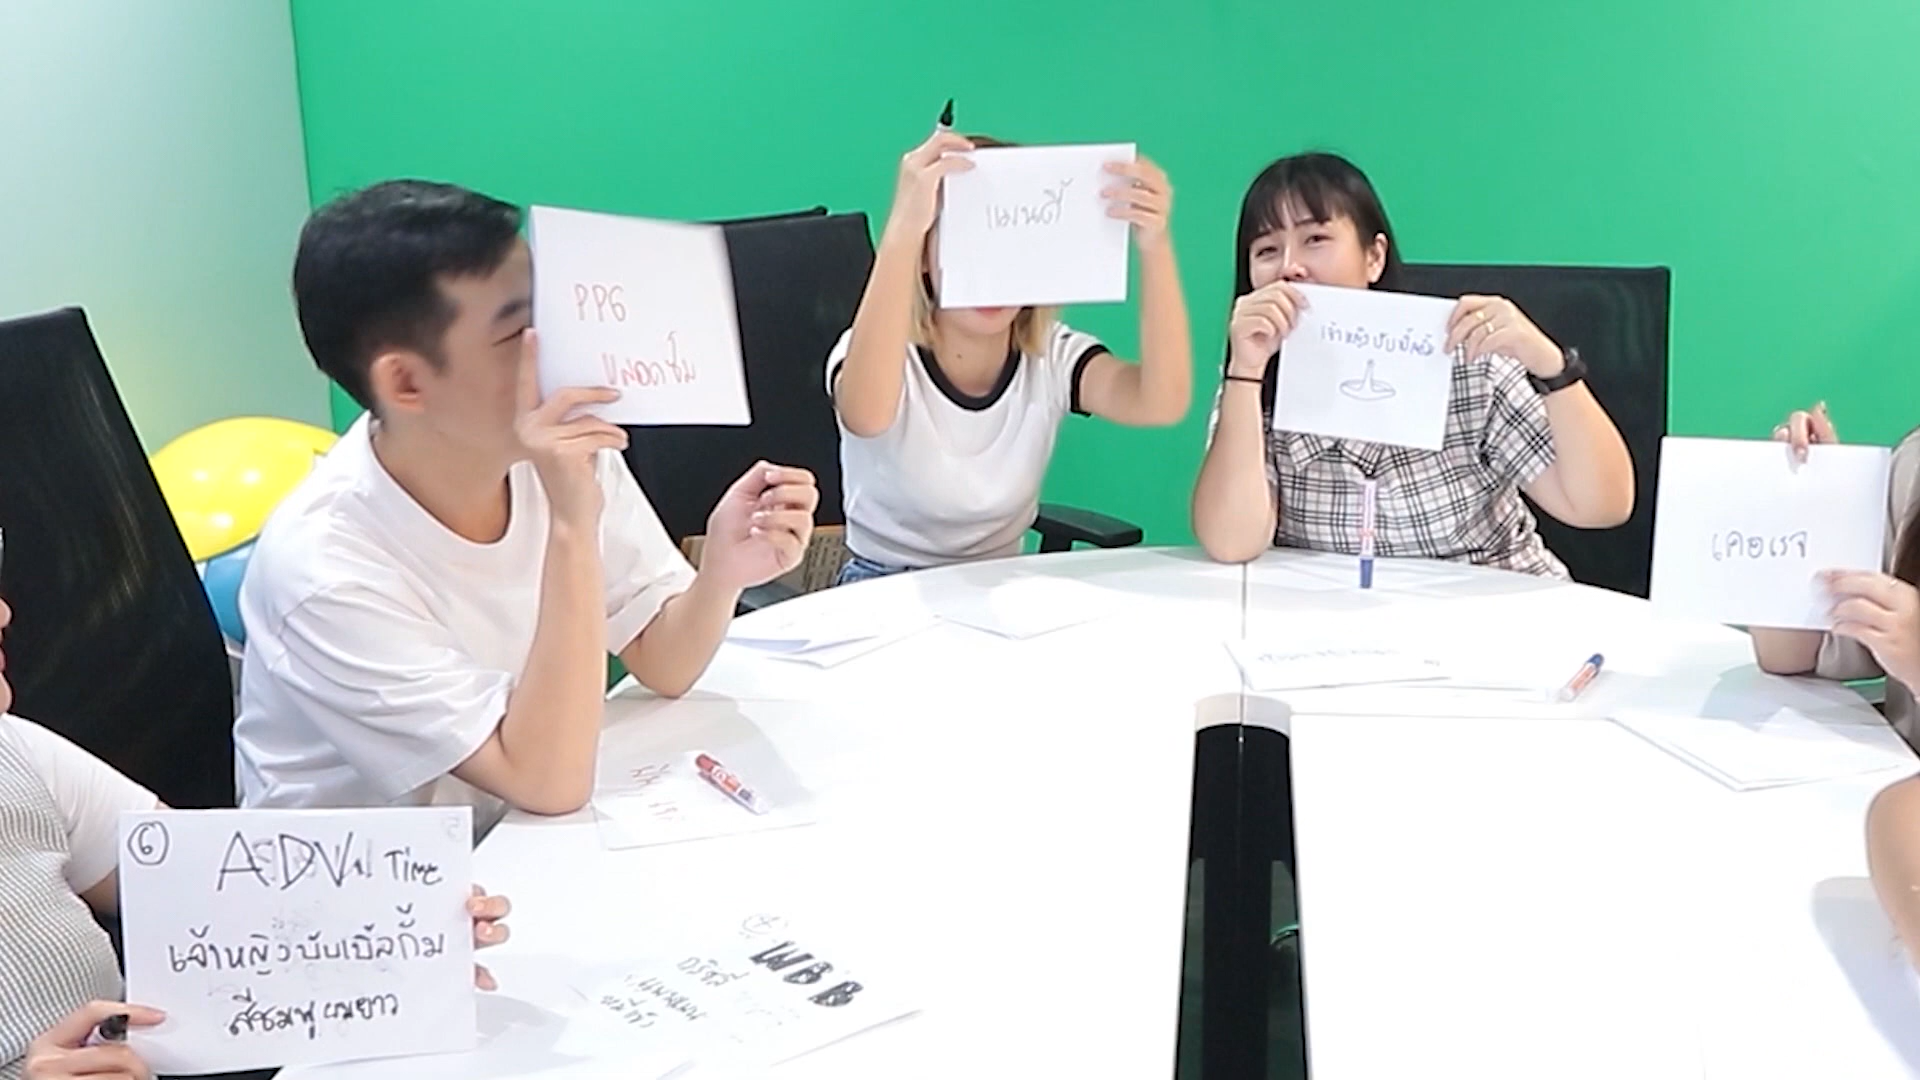 PPG
บลอดซั่ม
แมนดี้
เจ้าหญิงบับเบิ้ลกั้ม
เคอเรจ
6
ADV Time
เจ้าหญิงบับเบิ้ลกั้ม
สีชมพู ผมยาว
WBB